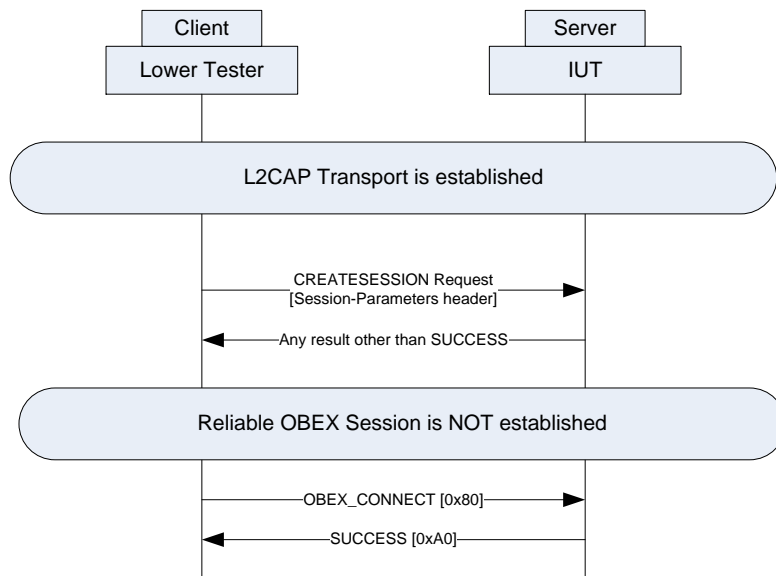 Client
Server
Lower Tester
IUT
L2CAP Transport is established
CREATESESSION Request
[Session-Parameters header]
Any result other than SUCCESS
Reliable OBEX Session is NOT established
OBEX_CONNECT [0x80]
SUCCESS [0xA0]